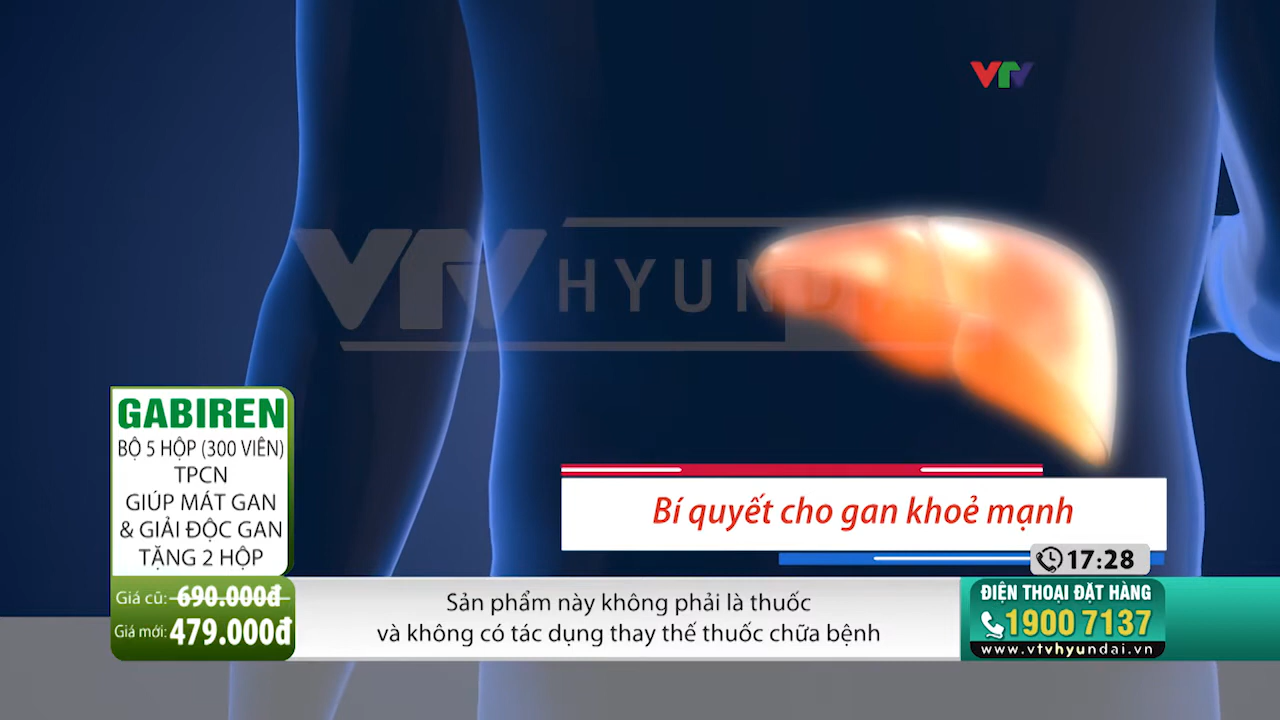 VTV
VTV HYUNDAI
GABIREN
BỘ 5 HỘP (300 VIÊN)
TPCN
GIÚP MÁT GAN
& GIẢI ĐỘC GAN
TẶNG 2 HỘP
Giá cũ: 690.000đ
Giá mới: 479.000đ
Bí quyết cho gan khoẻ mạnh
17:28
Sản phẩm này không phải là thuốc
và không có tác dụng thay thế thuốc chữa bệnh
ĐIỆN THOẠI ĐẶT HÀNG
1900 7137
www.vtvhyundai.vn